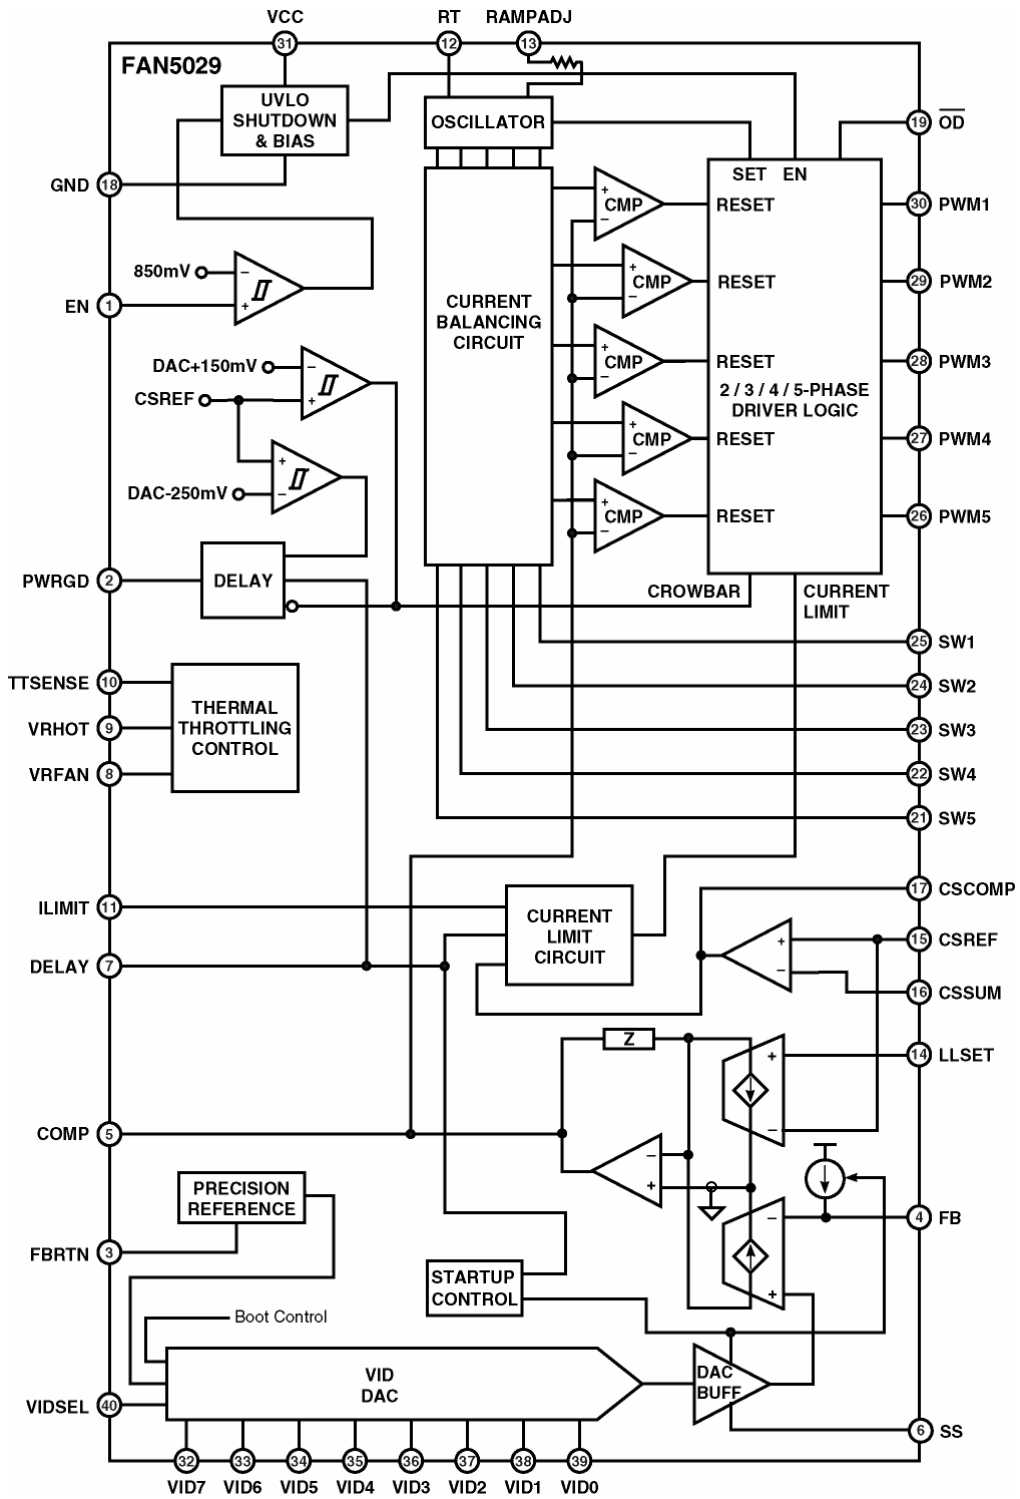 VCC RT RAMPADJ
31 12 13
FAN5029
UVLO
SHUTDOWN
& BIAS
OSCILLATOR
19 OD
SET EN
GND 18
CMP
+
−
RESET
30 PWM1
850mV
−
+
EN 1
CMP
+
−
RESET
29 PWM2
CURRENT
BALANCING
CIRCUIT
DAC+150mV
−
CSREF
+
CMP
+
−
RESET
28 PWM3
2 / 3 / 4 / 5-PHASE
DRIVER LOGIC
CMP
+
−
RESET
27 PWM4
+
DAC-250mV
−
CMP
+
−
RESET
26 PWM5
PWRGD 2
DELAY
CROWBAR
CURRENT
LIMIT
25 SW1
TTSENSE 10
24 SW2
VRHOT 9
THERMAL
THROTTLING
CONTROL
23 SW3
VRFAN 8
22 SW4
21 SW5
17 CSCOMP
ILIMIT 11
CURRENT
LIMIT
CIRCUIT
+
−
15 CSREF
DELAY 7
16 CSSUM
Z
+
−
14 LLSET
COMP 5
−
+
PRECISION
REFERENCE
−
+
4 FB
FBRTN 3
STARTUP
CONTROL
Boot Control
VID
DAC
DAC
BUFF
VIDSEL 40
6 SS
32 33 34 35 36 37 38 39
VID7 VID6 VID5 VID4 VID3 VID2 VID1 VID0